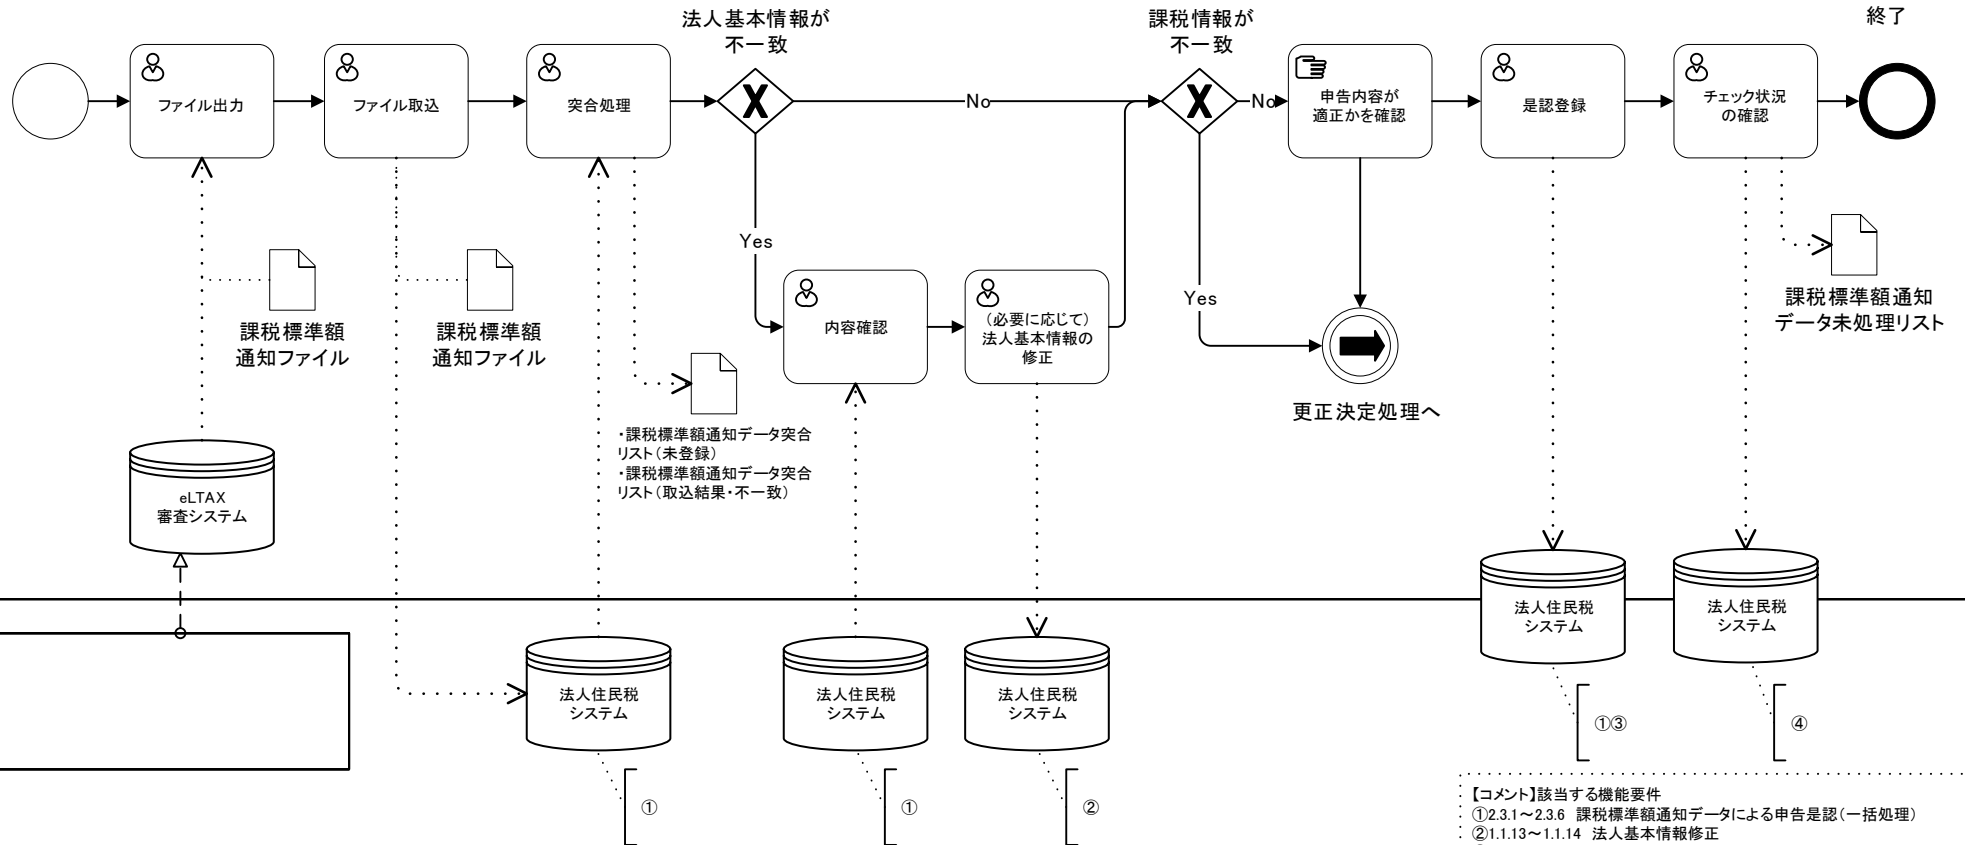 法人基本情報が
不一致
課税情報が
不一致
終了
ファイル出力
ファイル取込
突合処理
No
No
申告内容が
適正かを確認
是認登録
チェック状況
の確認
Yes
Yes
課税標準額
通知ファイル
課税標準額
通知ファイル
内容確認
（必要に応じて）
法人基本情報の
修正
課税標準額通知
データ未処理リスト
更正決定処理へ
・課税標準額通知データ突合
リスト（未登録）
・課税標準額通知データ突合
リスト（取込結果・不一致）
eLTAX
審査システム
法人住民税
システム
法人住民税
システム
法人住民税
システム
法人住民税
システム
法人住民税
システム
①
①
②
①③
④
【コメント】該当する機能要件
①2.3.1～2.3.6 課税標準額通知データによる申告是認（一括処理）
②1.1.13～1.1.14 法人基本情報修正